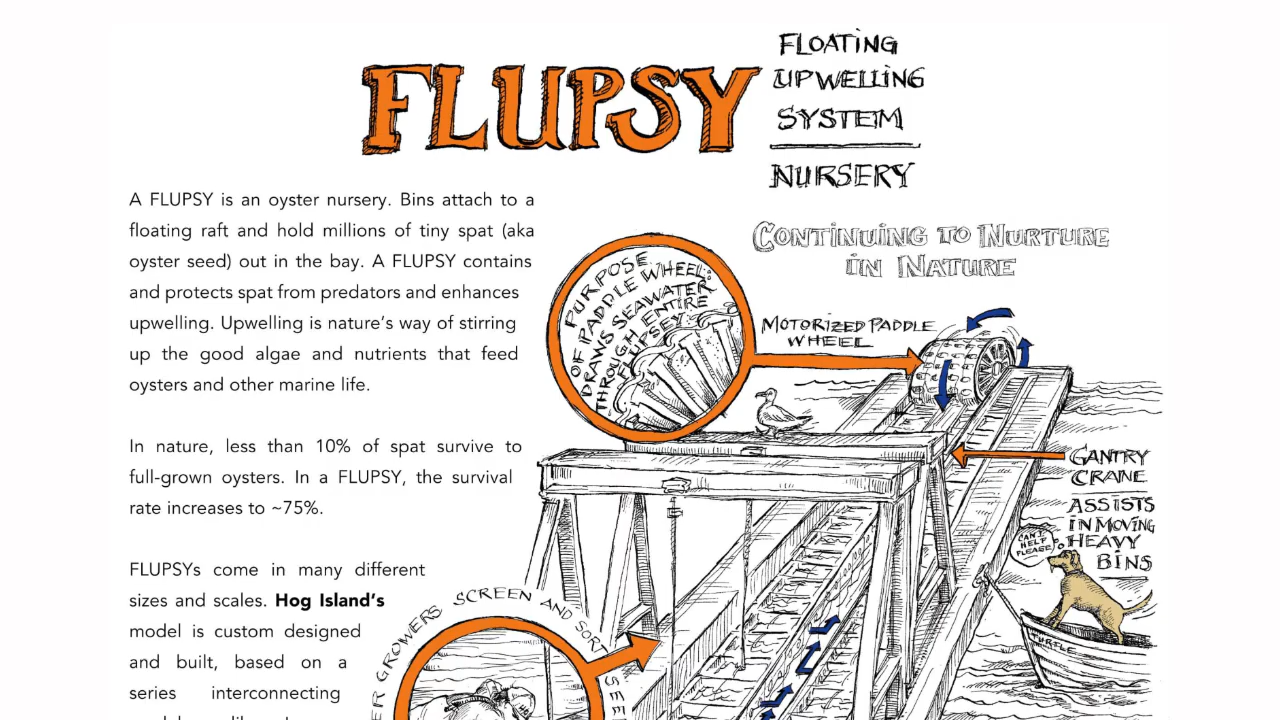 FLUPSY
FLOATING
UPWELLING
SYSTEM
NURSERY
A FLUPSY is an oyster nursery. Bins attach to a
floating raft and hold millions of tiny spat (aka
oyster seed) out in the bay. A FLUPSY contains
and protects spat from predators and enhances
upwelling. Upwelling is nature's way of stirring
up the good algae and nutrients that feed
oysters and other marine life.
In nature, less than 10% of spat survive to
full-grown oysters. In a FLUPSY, the survival
rate increases to ~75%.
FLUPSYs come in many different
sizes and scales. Hog Island's
model is custom designed
and built, based on a
series interconnecting
CONTINUING TO NURTURE
IN NATURE
PURPOSE
OF PADDLE WHEEL:
DRAWS SEAWATER
THROUGH ENTIRE
FLUPSEY
MOTORIZED PADDLE
WHEEL
GANTRY
CRANE
ASSISTS
IN MOVING
HEAVY
BINS
CAN I
HELP
PLEASE
TURTLE
GROWERS SCREEN AND SORT